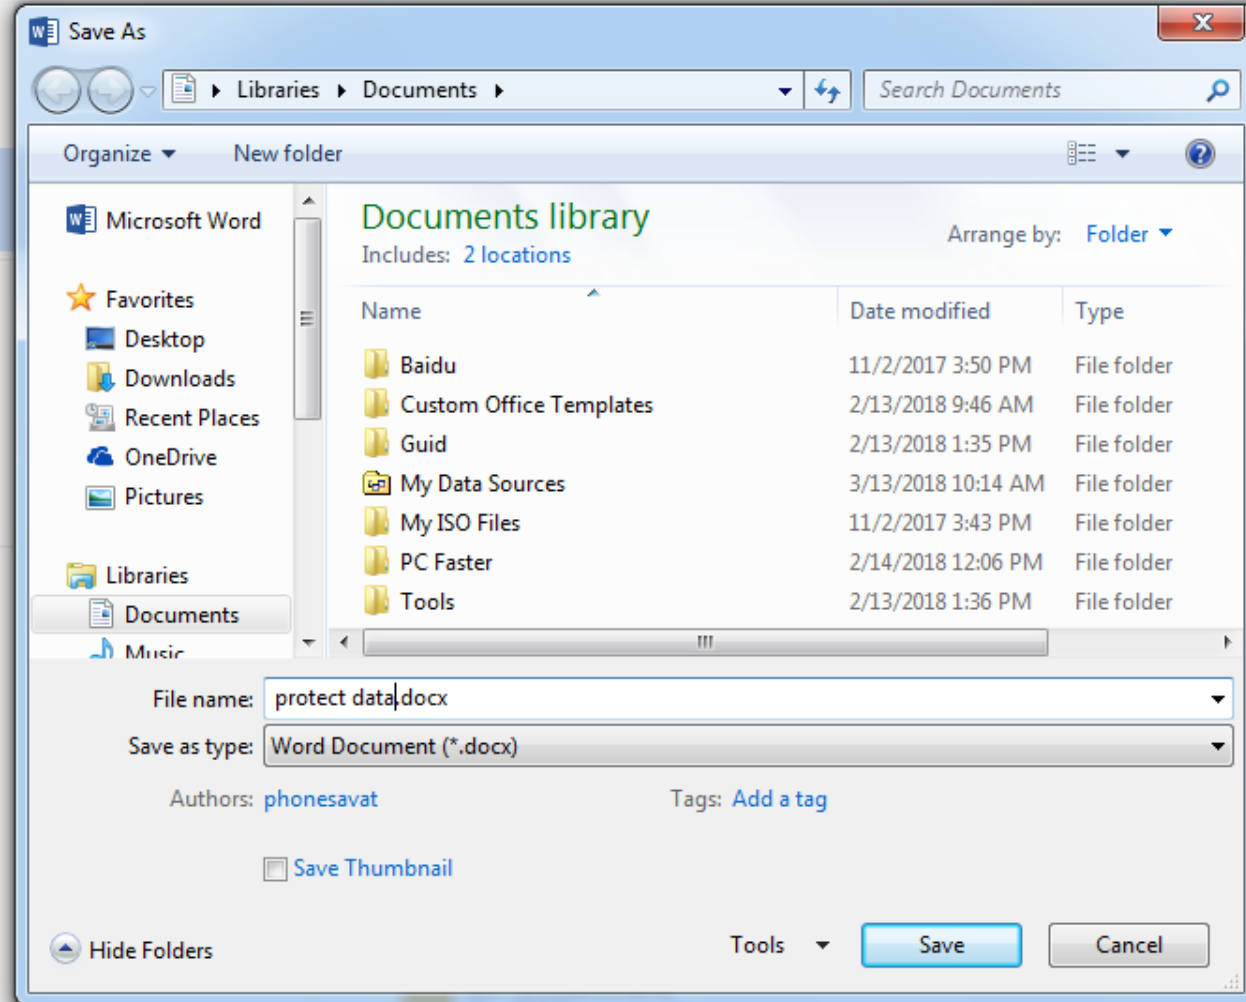 Save As
Libraries Documents
Search Documents
Organize New folder
Microsoft Word
Favorites
Desktop
Downloads
Recent Places
OneDrive
Pictures
Libraries
Documents
Music
Documents library
Includes: 2 locations
Arrange by: Folder
Name Date modified Type
Baidu 11/2/2017 3:50 PM File folder
Custom Office Templates 2/13/2018 9:46 AM File folder
Guid 2/13/2018 1:35 PM File folder
My Data Sources 3/13/2018 10:14 AM File folder
My ISO Files 11/2/2017 3:43 PM File folder
PC Faster 2/14/2018 12:06 PM File folder
Tools 2/13/2018 1:36 PM File folder
File name: protect data.docx
Save as type: Word Document (*.docx)
Authors: phonesavat Tags: Add a tag
Save Thumbnail
Hide Folders Tools Save Cancel